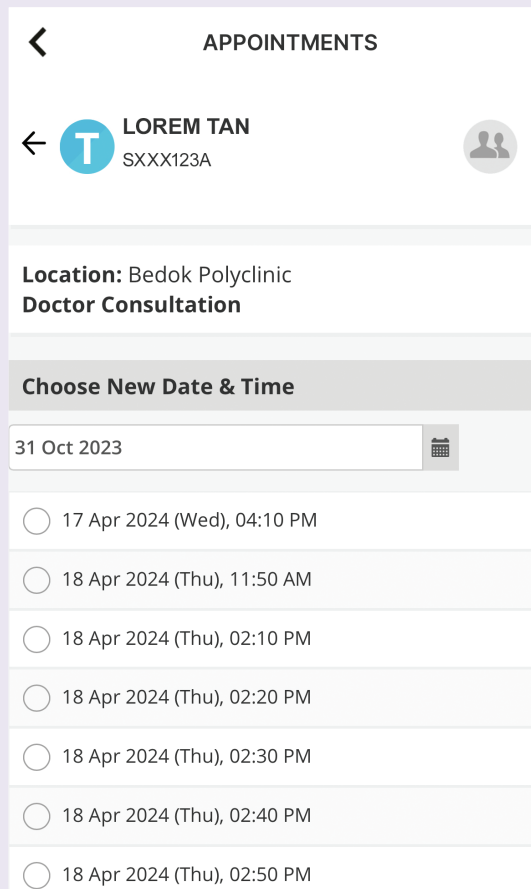 APPOINTMENTS
T
LOREM TAN
SXXX123A
Location: Bedok Polyclinic
Doctor Consultation
Choose New Date & Time
31 Oct 2023
17 Apr 2024 (Wed), 04:10 PM
18 Apr 2024 (Thu), 11:50 AM
18 Apr 2024 (Thu), 02:10 PM
18 Apr 2024 (Thu), 02:20 PM
18 Apr 2024 (Thu), 02:30 PM
18 Apr 2024 (Thu), 02:40 PM
18 Apr 2024 (Thu), 02:50 PM